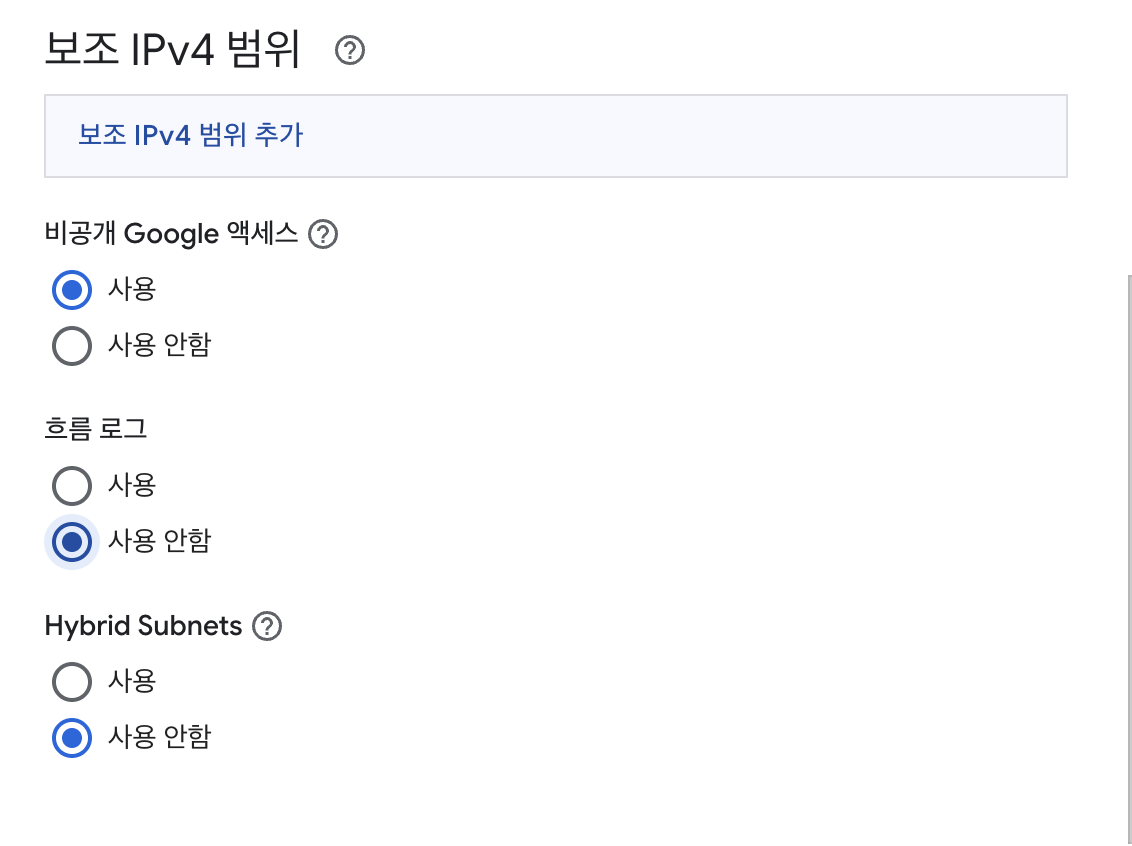 보조 IPv4 범위
보조 IPv4 범위 추가
비공개 Google 액세스
사용
사용 안함
흐름 로그
사용
사용 안함
Hybrid Subnets
사용
사용 안함